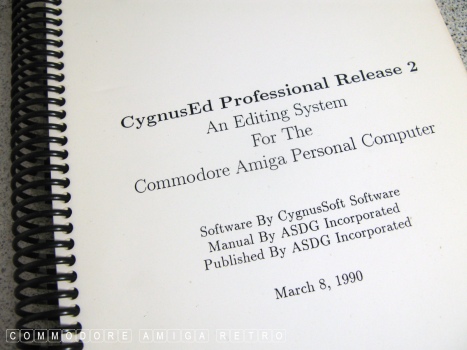 CygnusEd Professional Release 2
An Editing System
For The
Commodore Amiga Personal Computer
Software By CygnusSoft Software
Manual By ASDG Incorporated
Published By ASDG Incorporated
March 8, 1990
COMMODORE AMIGA RETRO